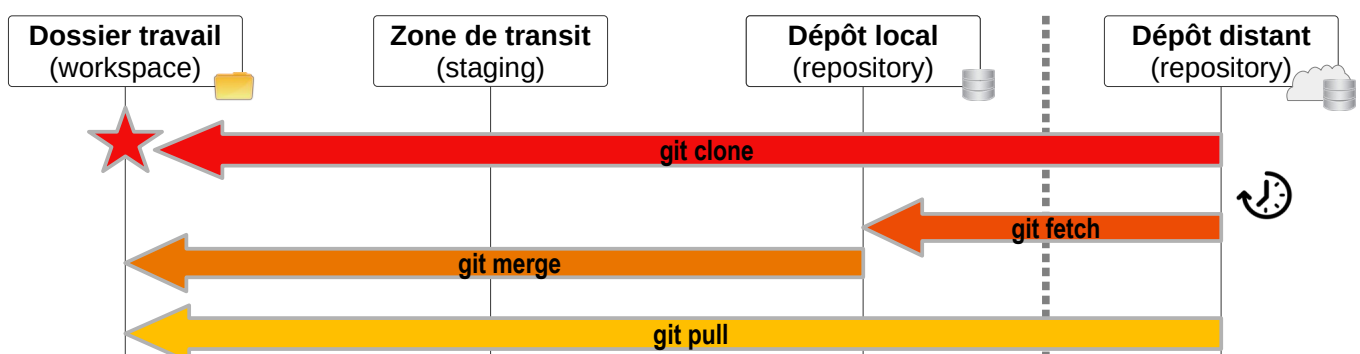 Dossier travail
(workspace)
Zone de transit
(staging)
Dépôt local
(repository)
Dépôt distant
(repository)
git clone
git fetch
git merge
git pull